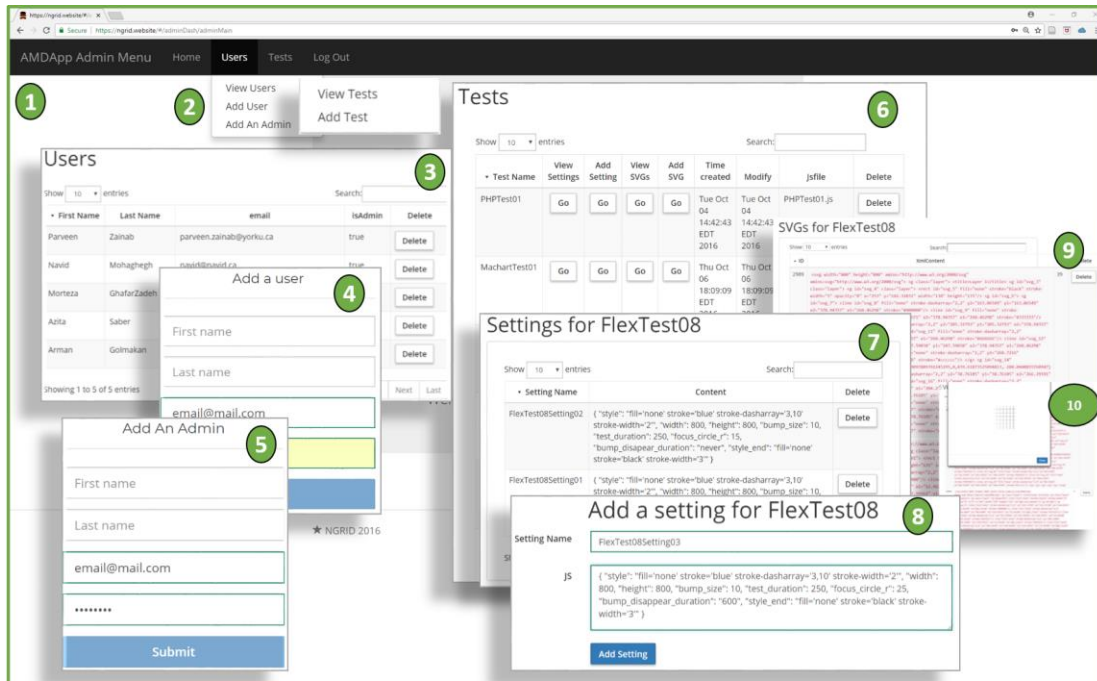 https://ngrid.website/#/a
Secure | https://ngrid.website/#/adminDash/adminMain
AMDApp Admin Menu Home Users Tests Log Out
1
2
View Users
Add User
Add An Admin
View Tests
Add Test
Users
3
Show 10 entries Search:
First Name Last Name email isAdmin Delete
Parveen Zainab parveen.zainab@yorku.ca true Delete
Navid Mohaghegh navid@navid.ca true Delete
Morteza GhafarZadeh Delete
Azita Saber Delete
Arman Golmakan Delete
Showing 1 to 5 of 5 entries Next Last
Add a user
4
First name
Last name
email@mail.com
Add An Admin
5
First name
Last name
email@mail.com
••••••••
Submit
★ NGRID 2016
Tests
6
Show 10 entries Search:
Test Name View Settings Add Setting View SVGs Add SVG Time created Modify jsfile Delete
PHPTest01 Go Go Go Go Tue Oct 04 14:42:43 EDT 2016 Tue Oct 04 14:42:43 EDT 2016 PHPTest01.js Delete
MachartTest01 Go Go Go Go Thu Oct 06 18:09:09 EDT 2016 Thu Oct 06 18:09:09 EDT
Settings for FlexTest08
7
Show 10 entries Search:
Setting Name Content Delete
FlexTest08Setting02 { "style": "fill='none' stroke='blue' stroke-dasharray='3,10'
stroke-width='2'", "width": 800, "height": 800, "bump_size": 10,
"test_duration": 250, "focus_circle_r": 15,
"bump_disapear_duration": "never", "style_end": "fill='none'
stroke='black' stroke-width='3'" }
Delete
FlexTest08Setting01 { "style": "fill='none' stroke='blue' stroke-dasharray='3,10'
stroke-width='2'", "width": 800, "height": 800, "bump_size": 10,
Delete
Add a setting for FlexTest08
8
Setting Name FlexTest08Setting03
JS { "style": "fill='none' stroke='blue' stroke-dasharray='3,10' stroke-width='2'", "width":
800, "height": 800, "bump_size": 10, "test_duration": 250, "focus_circle_r": 25,
"bump_disappear_duration": "600", "style_end": "fill='none' stroke='black' stroke-
width='3'" }
Add Setting
SVGs for FlexTest08
9
Show 10 entries Search:
ID XmlContent Delete
Delete
10